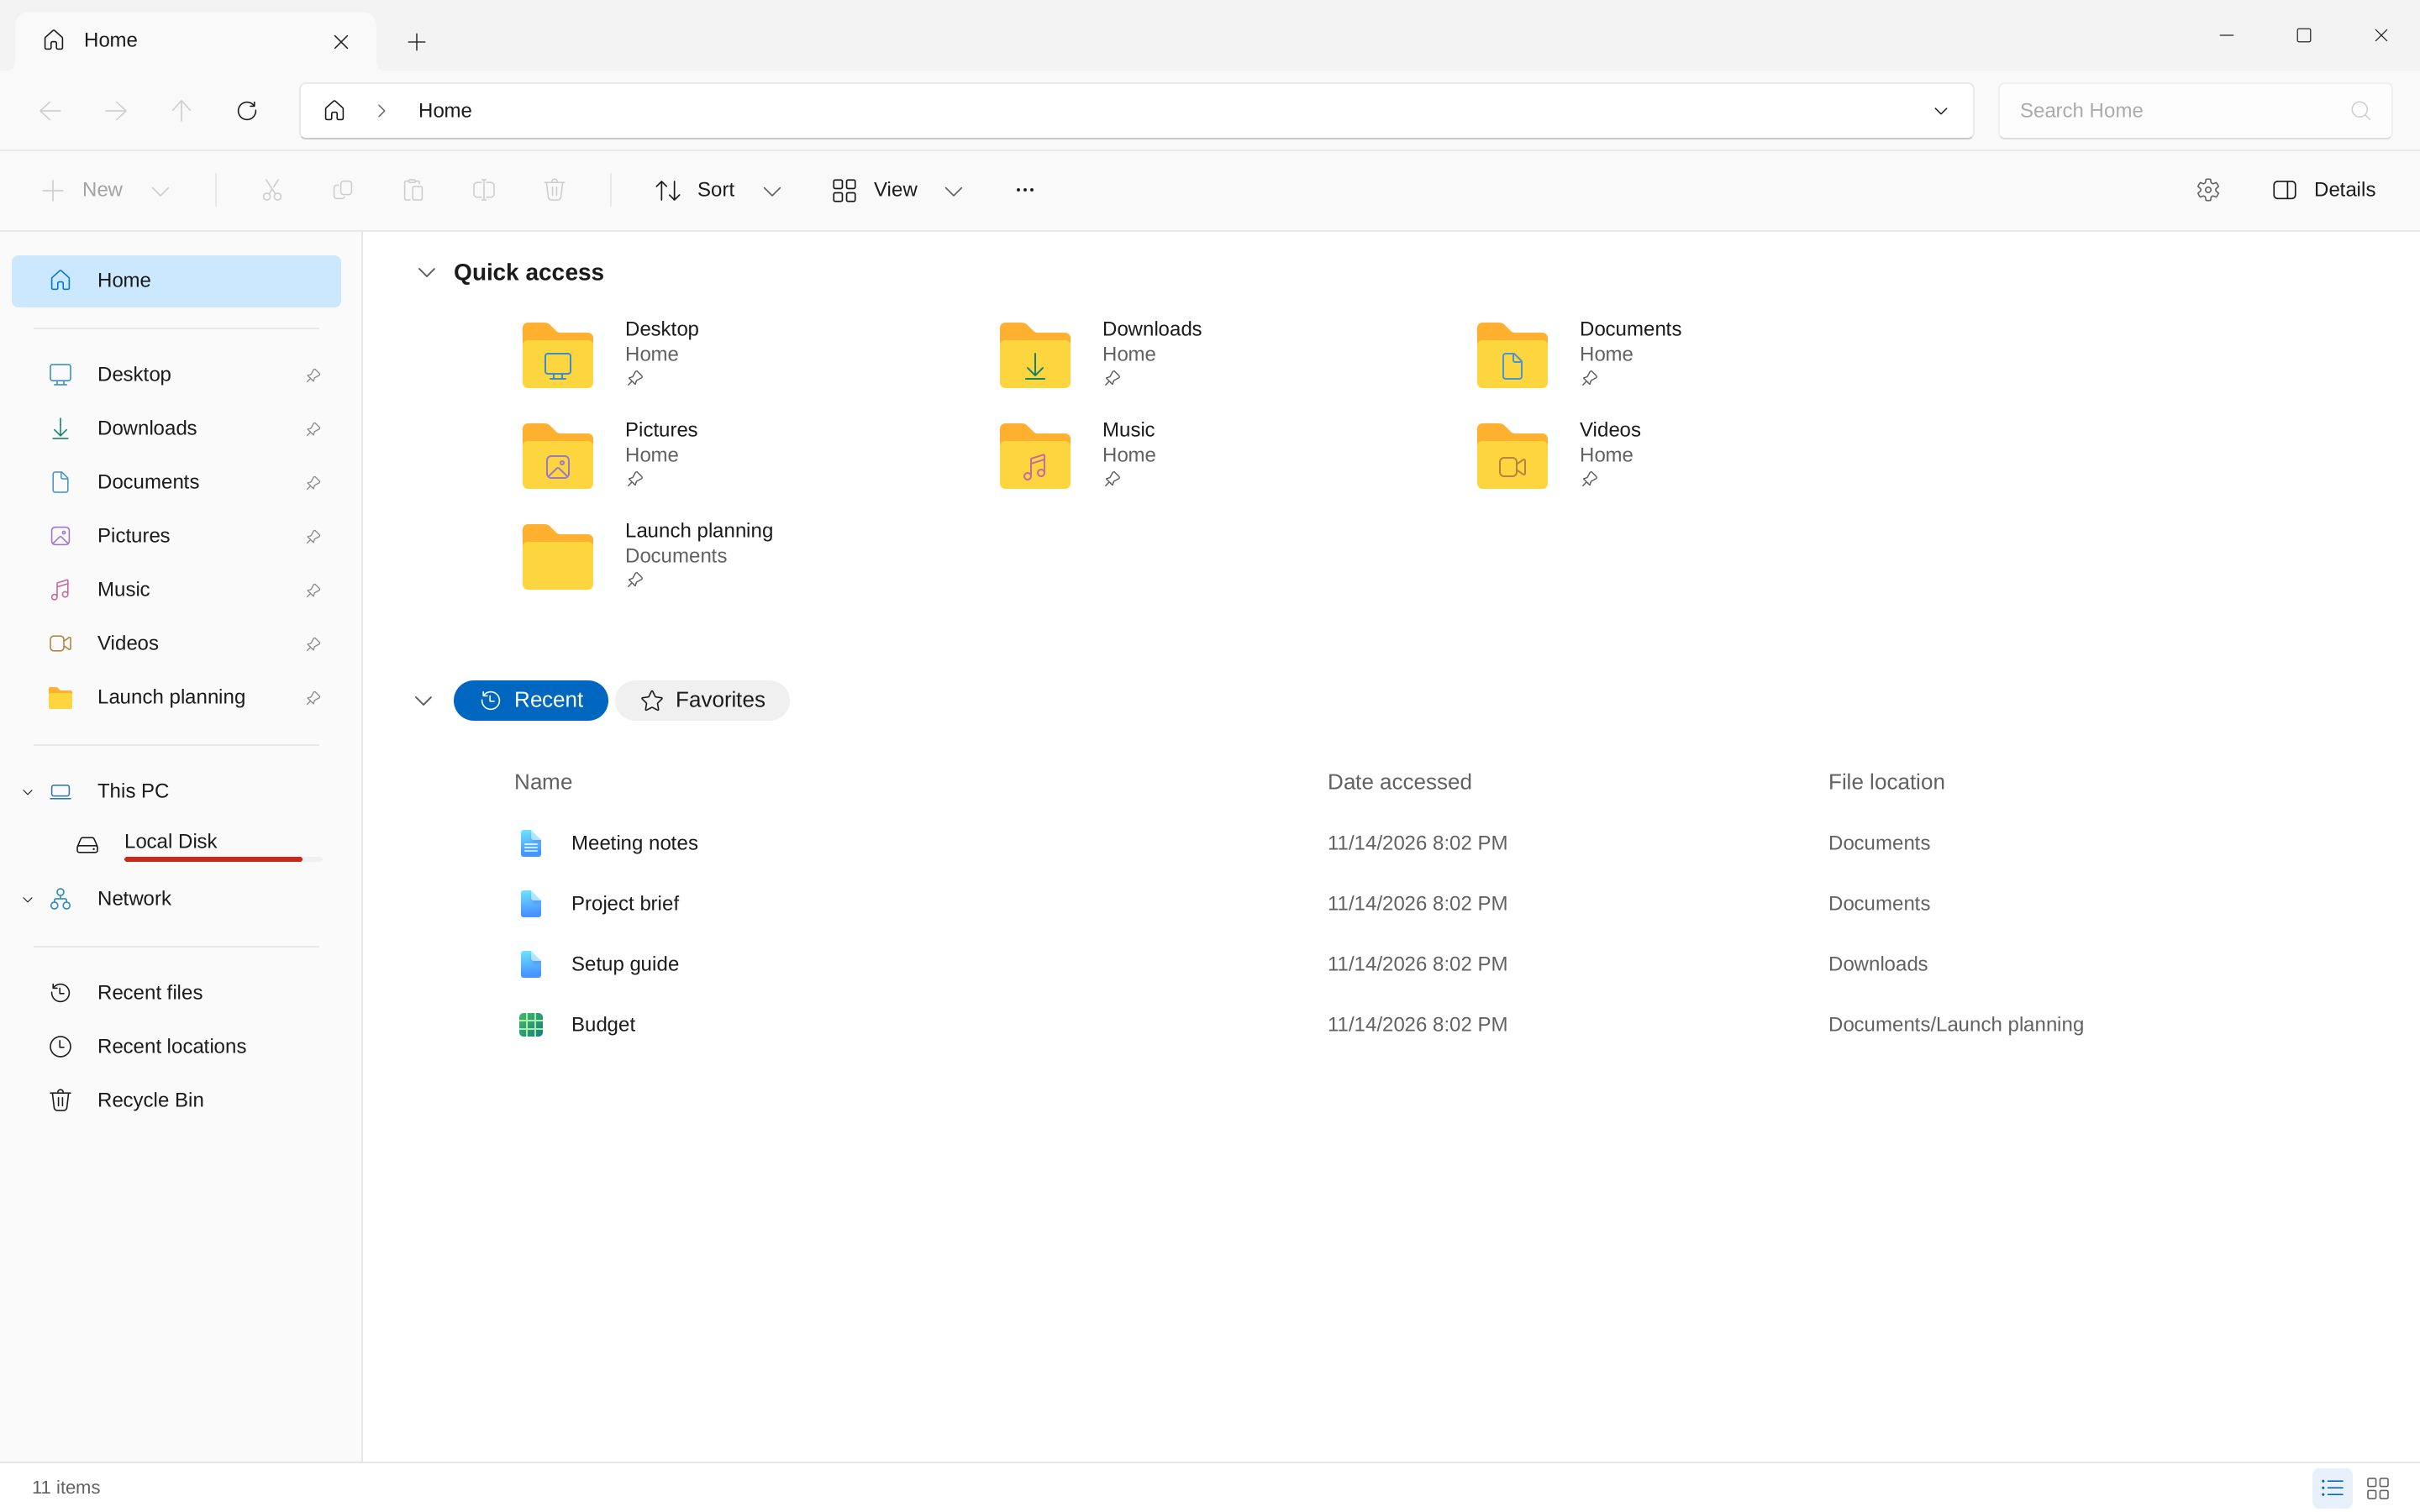 Home
Home
Search Home
New
Sort
View
Details
Home
Desktop
Downloads
Documents
Pictures
Music
Videos
Launch planning
This PC
Local Disk
Network
Recent files
Recent locations
Recycle Bin
Quick access
Desktop
Home
Downloads
Home
Documents
Home
Pictures
Home
Music
Home
Videos
Home
Launch planning
Documents
Recent
Favorites
Name Date accessed File location
Meeting notes 11/14/2026 8:02 PM Documents
Project brief 11/14/2026 8:02 PM Documents
Setup guide 11/14/2026 8:02 PM Downloads
Budget 11/14/2026 8:02 PM Documents/Launch planning
11 items